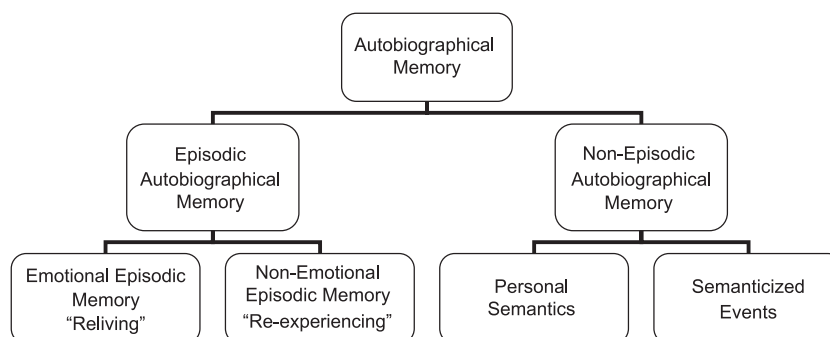 Autobiographical
Memory
Episodic
Autobiographical
Memory
Non-Episodic
Autobiographical
Memory
Emotional Episodic
Memory
“Reliving”
Non-Emotional
Episodic Memory
“Re-experiencing”
Personal
Semantics
Semanticized
Events